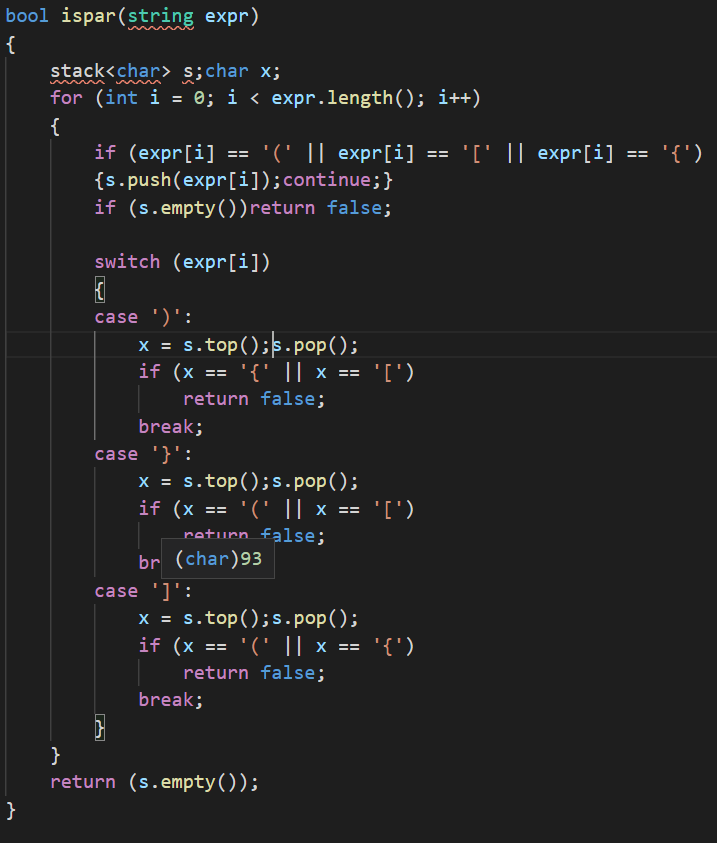 bool ispar(string expr)
{
    stack<char> s;char x;
    for (int i = 0; i < expr.length(); i++)
    {
        if (expr[i] == '(' || expr[i] == '[' || expr[i] == '{')
        {s.push(expr[i]);continue;}
        if (s.empty())return false;

        switch (expr[i])
        {
        case ')':
            x = s.top();s.pop();
            if (x == '{' || x == '[')
                return false;
            break;
        case '}':
            x = s.top();s.pop();
            if (x == '(' || x == '[')
                return false;
            br
(char)93
        case ']':
            x = s.top();s.pop();
            if (x == '(' || x == '{')
                return false;
            break;
        }
    }
    return (s.empty());
}